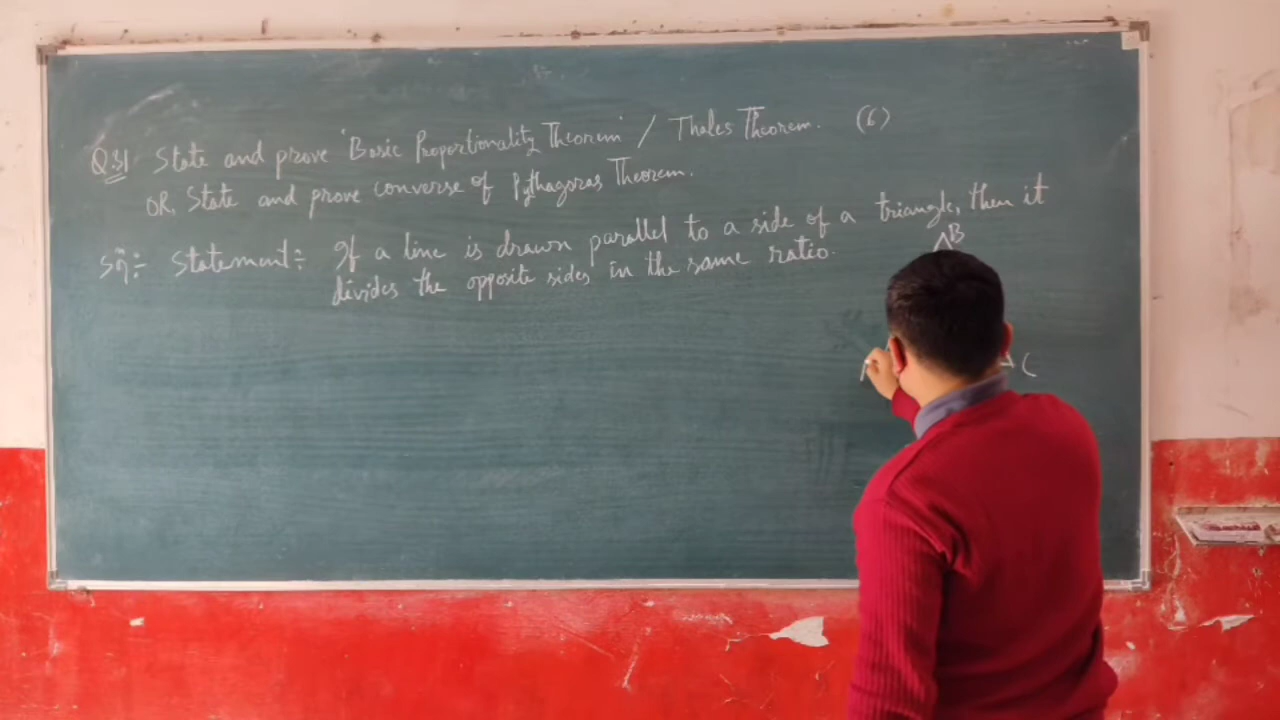 Q.31 State and prove 'Basic Proportionality Theorem' / Thales Theorem. (6)
OR, State and prove converse of Pythagoras Theorem.
Sol^n:- Statement:- If a line is drawn parallel to a side of a triangle, then it
divides the opposite sides in the same ratio.
B
C